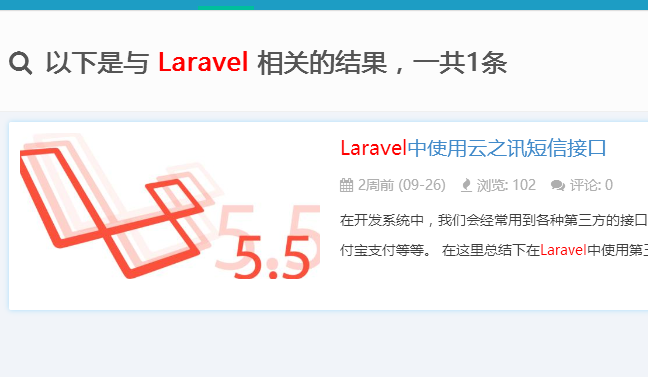 以下是与 Laravel 相关的结果，一共1条
Laravel中使用云之讯短信接口
2周前 (09-26) 浏览: 102 评论: 0
在开发系统中，我们会经常用到各种第三方的接口
付宝支付等等。 在这里总结下在Laravel中使用第三
5.5